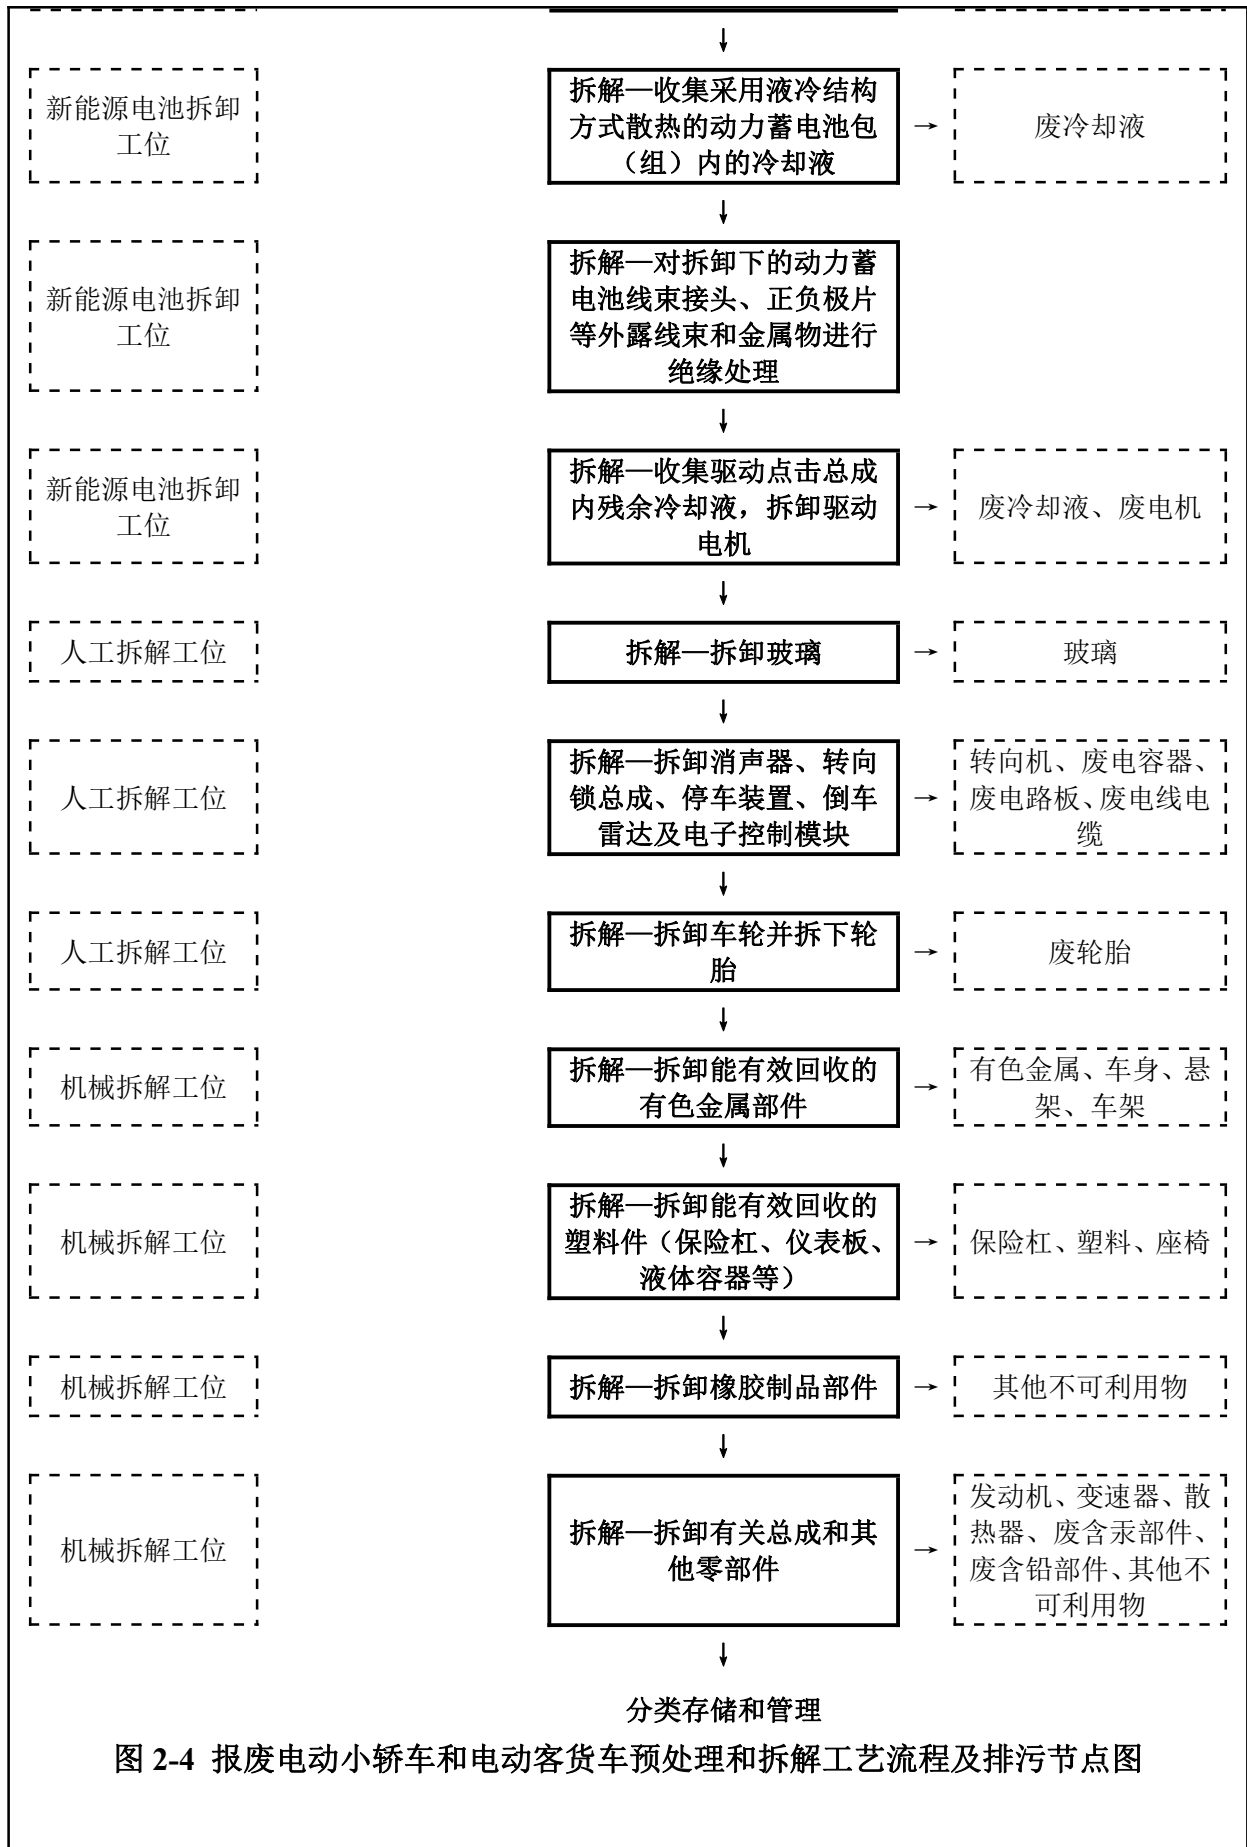 新能源电池拆卸
工位
拆解—收集采用液冷结构
方式散热的动力蓄电池包
（组）内的冷却液
→
废冷却液
新能源电池拆卸
工位
拆解—对拆卸下的动力蓄
电池线束接头、正负极片
等外露线束和金属物进行
绝缘处理
新能源电池拆卸
工位
拆解—收集驱动点击总成
内残余冷却液，拆卸驱动
电机
→
废冷却液、废电机
人工拆解工位
拆解—拆卸玻璃
→
玻璃
人工拆解工位
拆解—拆卸消声器、转向
锁总成、停车装置、倒车
雷达及电子控制模块
→
转向机、废电容器、
废电路板、废电线电
缆
人工拆解工位
拆解—拆卸车轮并拆下轮
胎
→
废轮胎
机械拆解工位
拆解—拆卸能有效回收的
有色金属部件
→
有色金属、车身、悬
架、车架
机械拆解工位
拆解—拆卸能有效回收的
塑料件（保险杠、仪表板、
液体容器等）
→
保险杠、塑料、座椅
机械拆解工位
拆解—拆卸橡胶制品部件
→
其他不可利用物
机械拆解工位
拆解—拆卸有关总成和其
他零部件
→
发动机、变速器、散
热器、废含汞部件、
废含铅部件、其他不
可利用物
分类存储和管理
图 2-4 报废电动小轿车和电动客货车预处理和拆解工艺流程及排污节点图